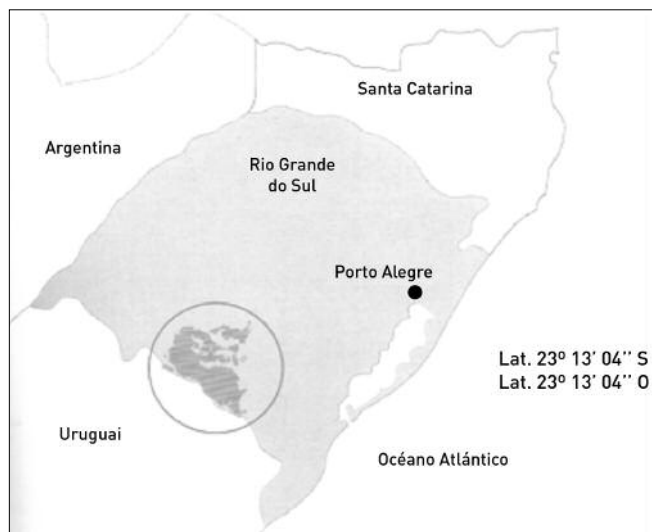 Santa Catarina
Argentina
Rio Grande
do Sul
Porto Alegre
Lat. 23º 13’ 04’’ S
Lat. 23º 13’ 04’’ O
Uruguai
Océano Atlántico